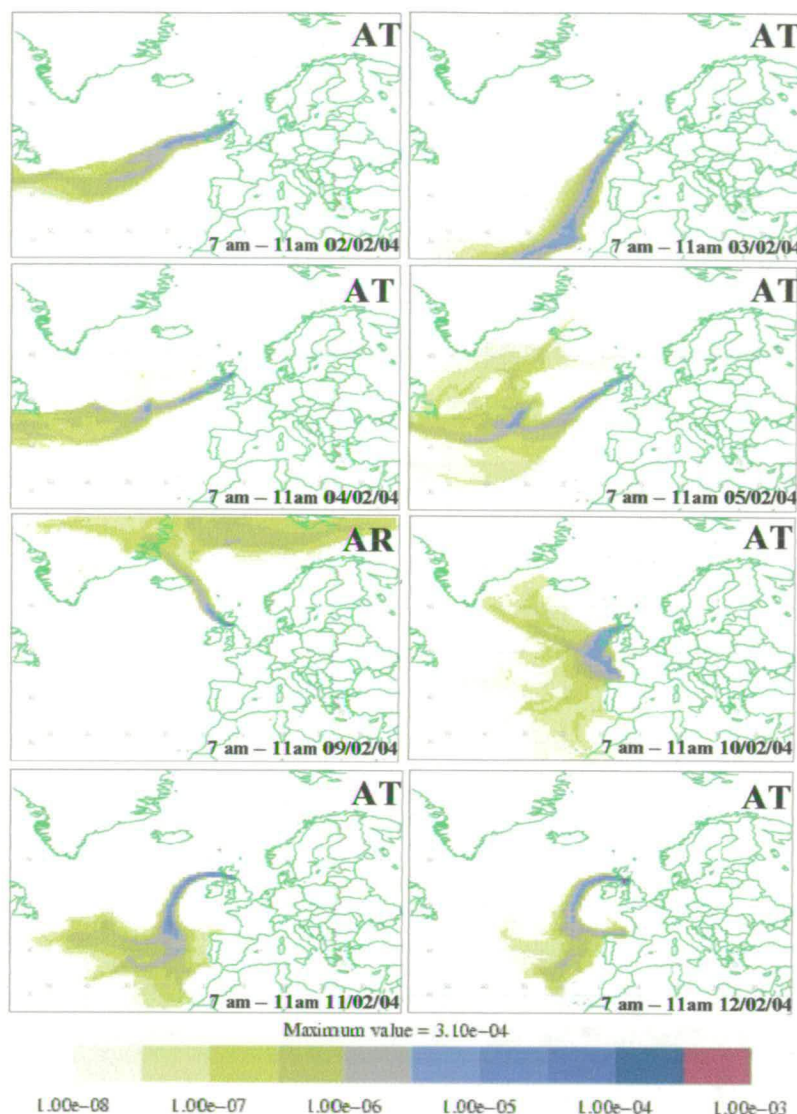 AT
AT
7 am – 11am 02/02/04
7 am – 11am 03/02/04
AT
AT
7 am – 11am 04/02/04
7 am – 11am 05/02/04
AR
AT
7 am – 11am 09/02/04
7 am – 11am 10/02/04
AT
AT
7 am – 11am 11/02/04
7 am – 11am 12/02/04
Maximum value = 3.10e−04
1.00e−08 1.00e−07 1.00e−06 1.00e−05 1.00e−04 1.00e−03